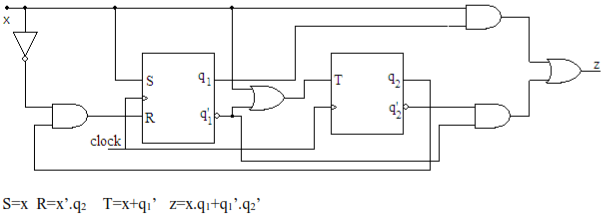 x
z
S
q1
T
q2
R
q'1
q'2
clock
S=x R=x’.q2 T=x+q1’ z=x.q1+q1’.q2’